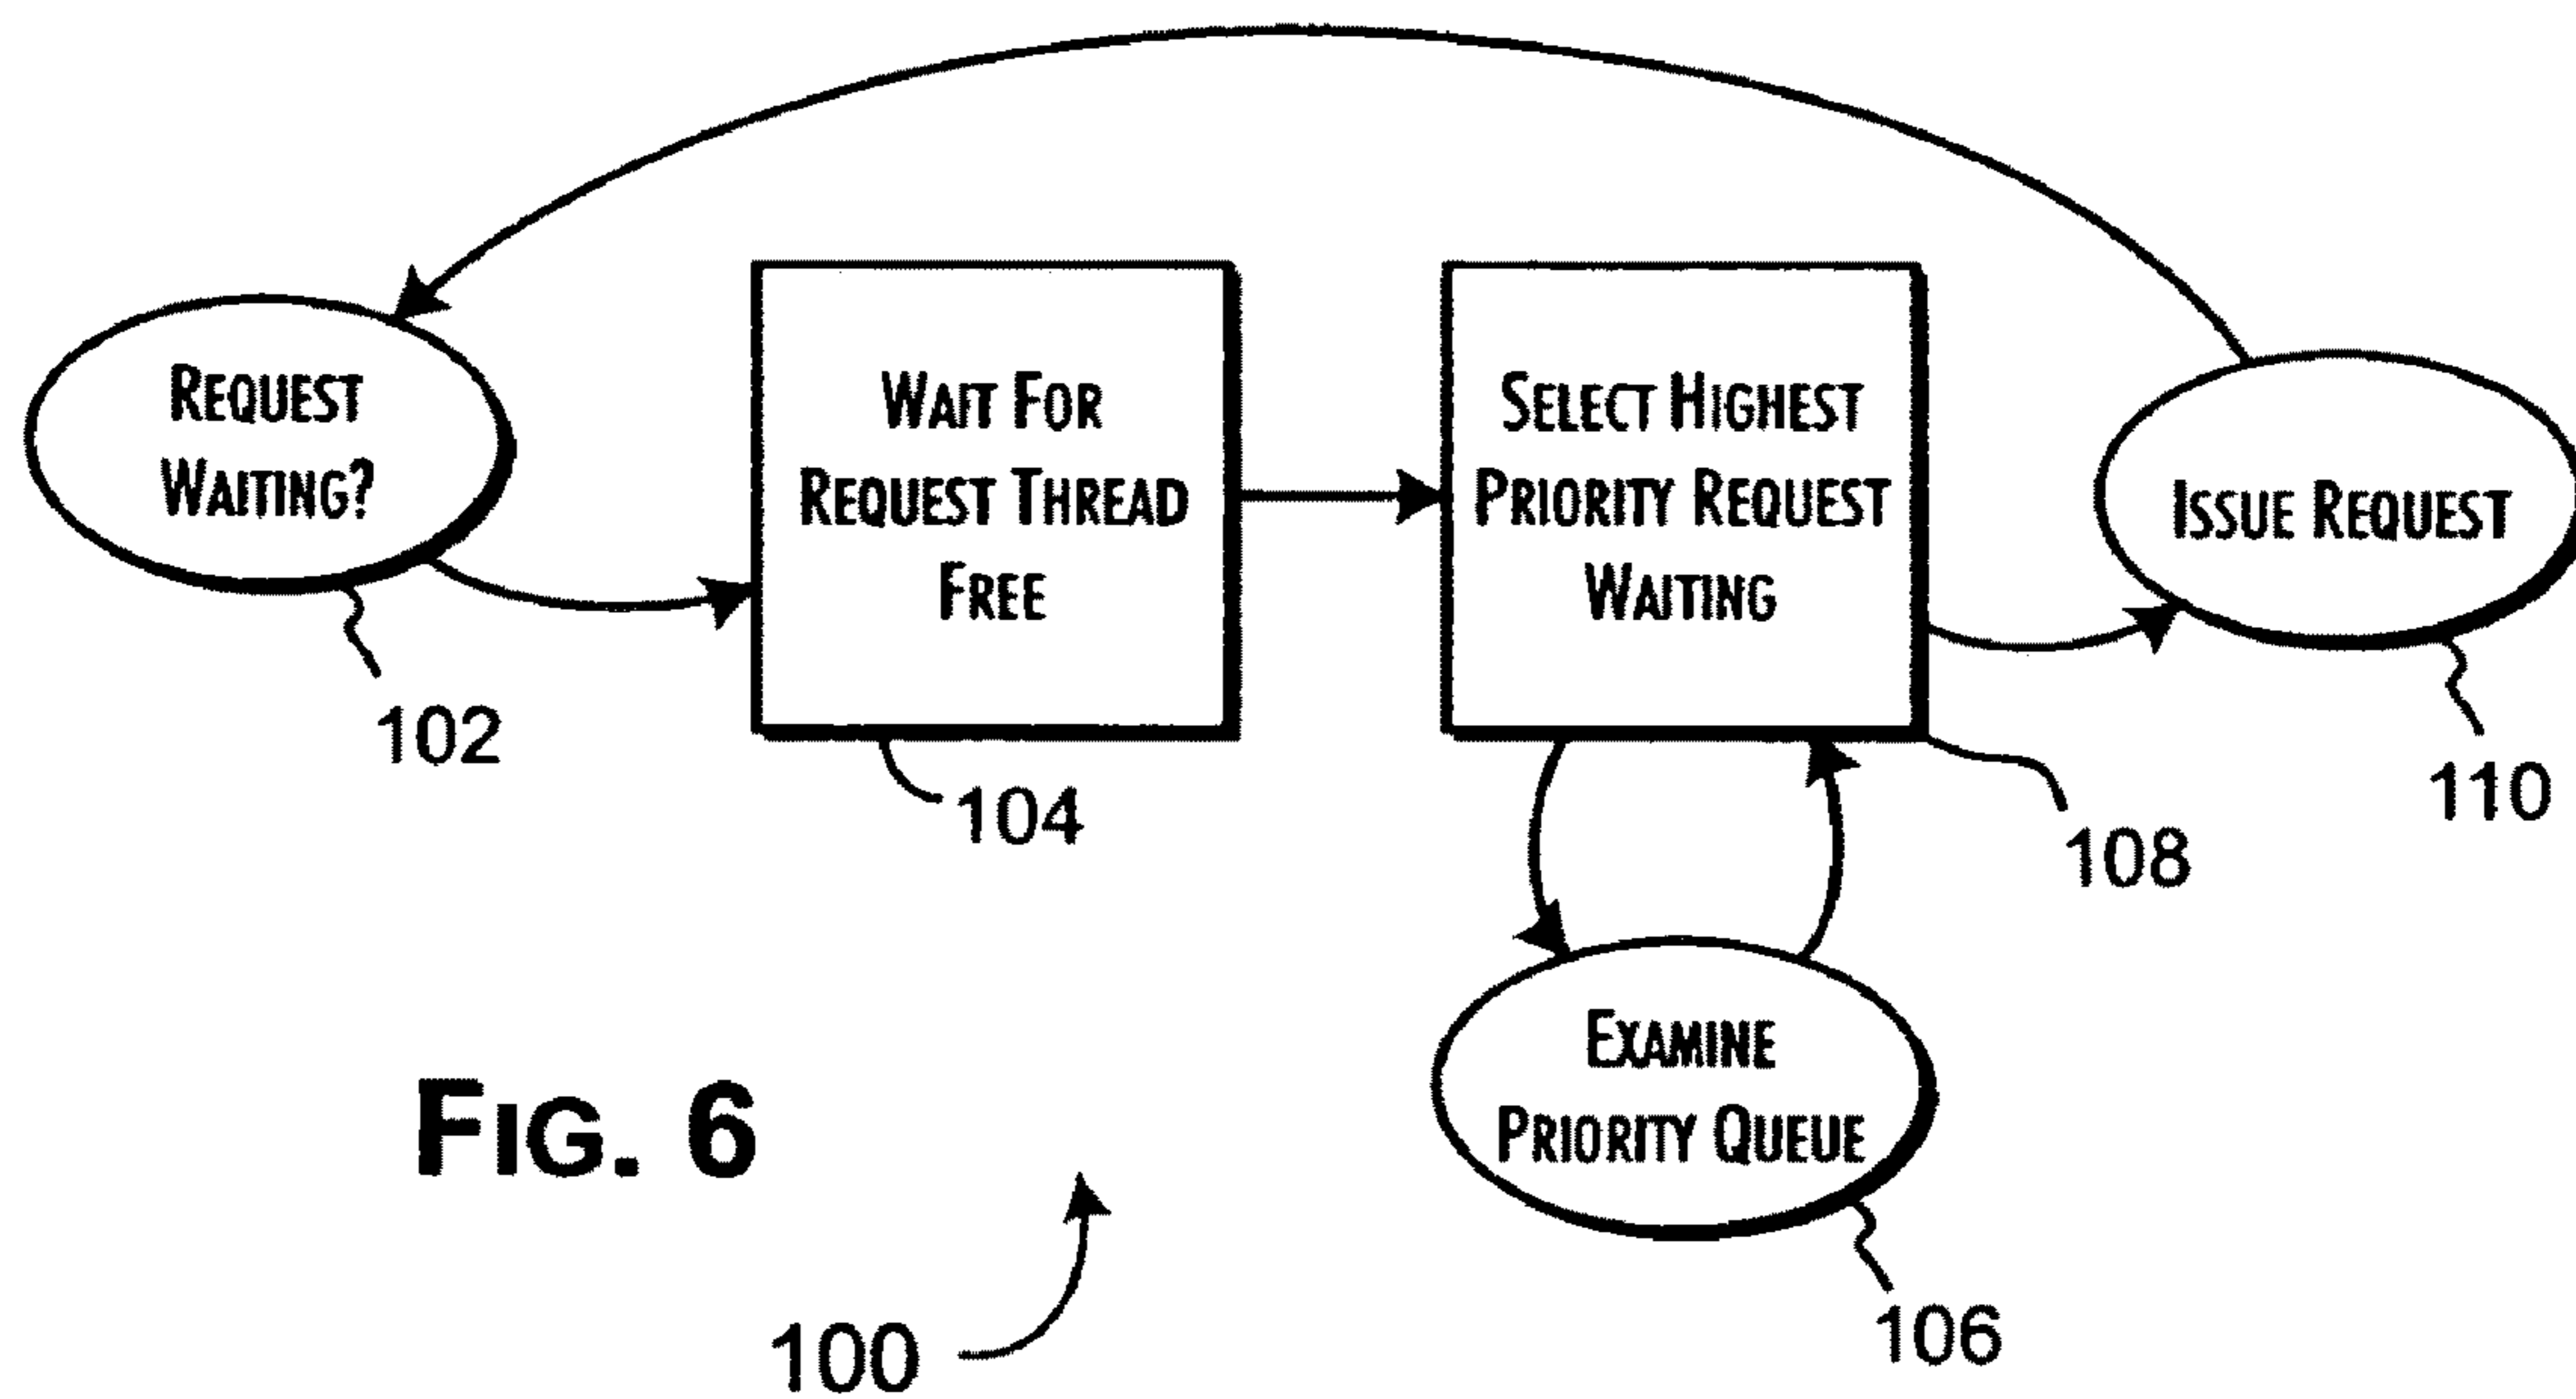 REQUEST
WAITING?
102
WAIT FOR
REQUEST THREAD
FREE
104
SELECT HIGHEST
PRIORITY REQUEST
WAITING
108
ISSUE REQUEST
110
EXAMINE
PRIORITY QUEUE
106
FIG. 6
100